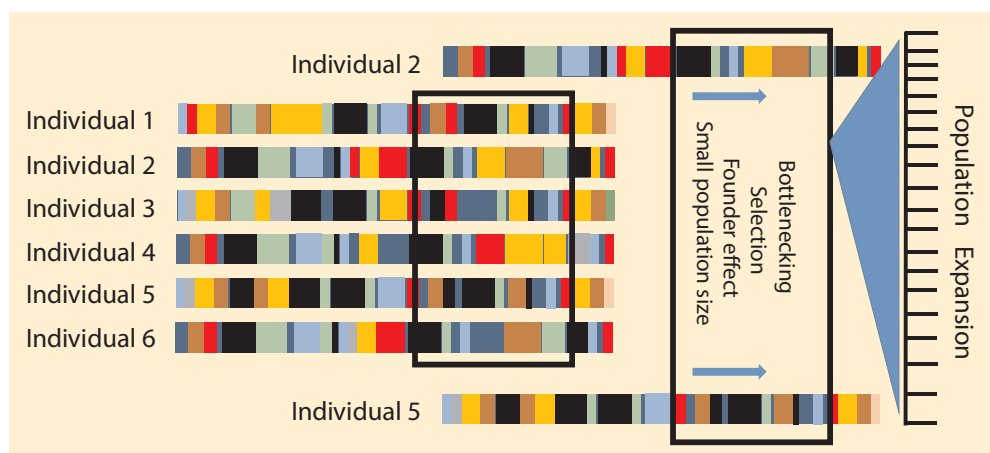 Individual 2
Individual 1
Individual 2
Individual 3
Individual 4
Individual 5
Individual 6
Individual 5
Bottlenecking
Selection
Founder effect
Small population size
Population Expansion